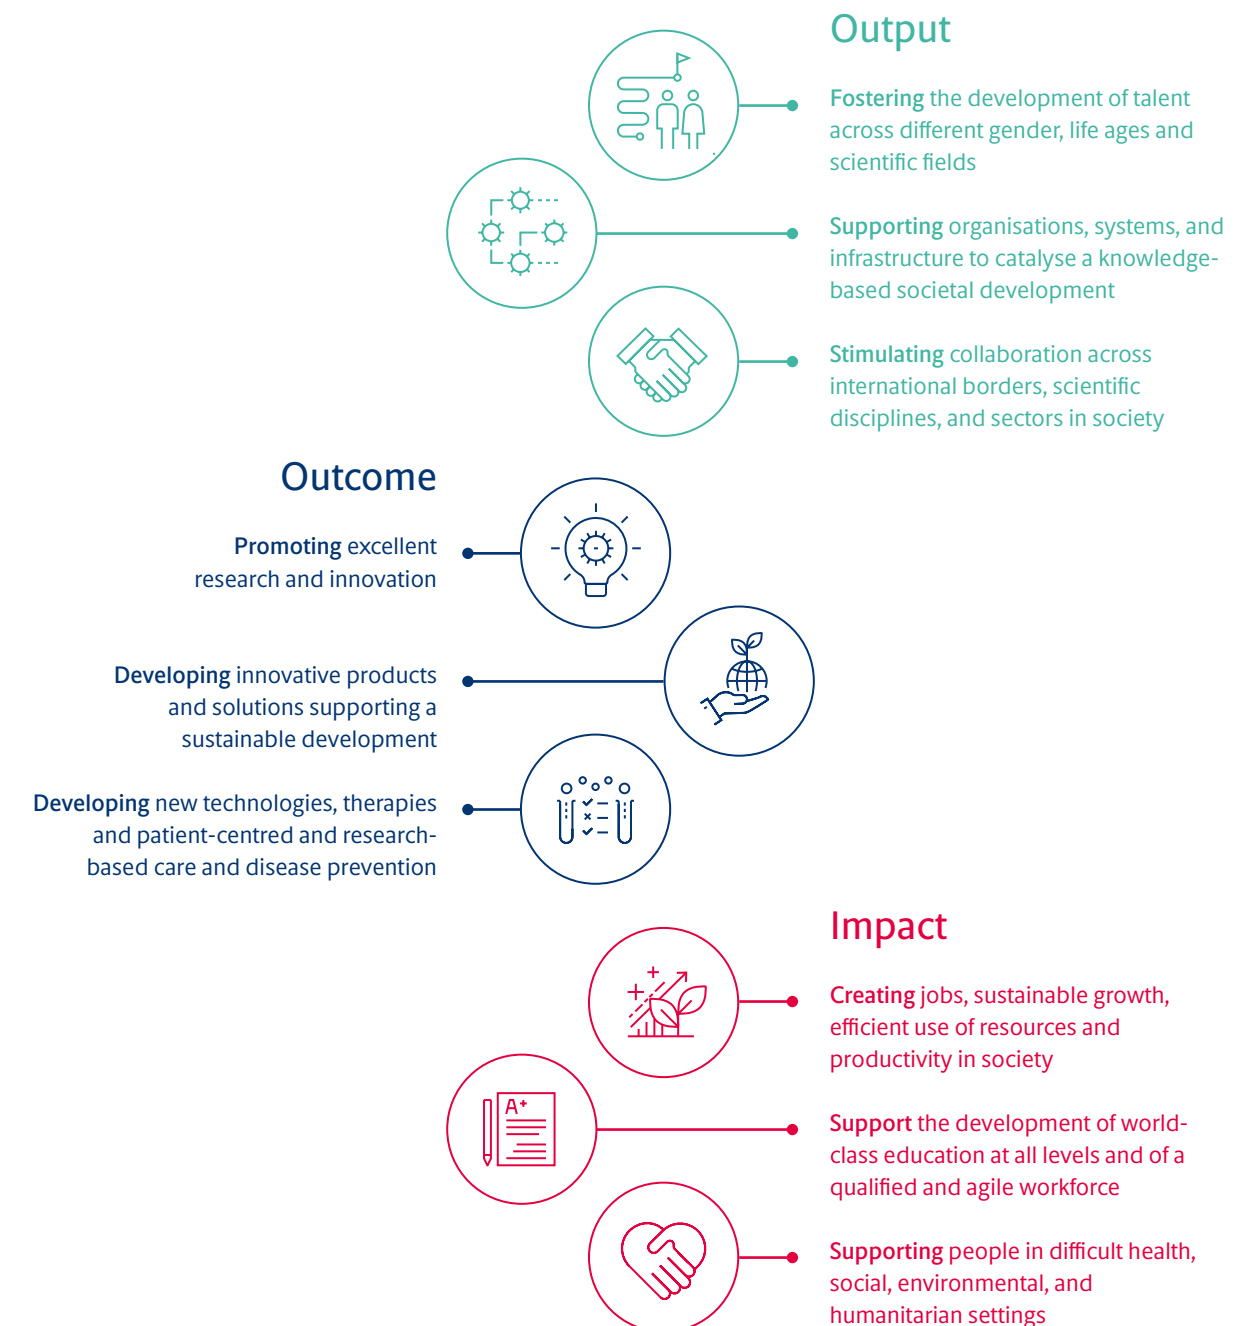 Output
Fostering the development of talent
across different gender, life ages and
scientific fields
Supporting organisations, systems, and
infrastructure to catalyse a knowledge-
based societal development
Stimulating collaboration across
international borders, scientific
disciplines, and sectors in society
Outcome
Promoting excellent
research and innovation
Developing innovative products
and solutions supporting a
sustainable development
Developing new technologies, therapies
and patient-centred and research-
based care and disease prevention
Impact
Creating jobs, sustainable growth,
efficient use of resources and
productivity in society
A+
Support the development of world-
class education at all levels and of a
qualified and agile workforce
Supporting people in difficult health,
social, environmental, and
humanitarian settings